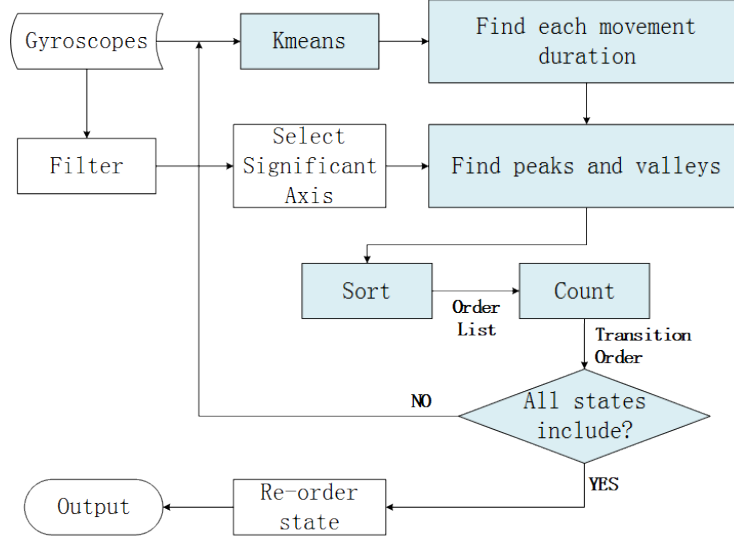 Gyroscopes
Kmeans
Find each movement
duration
Filter
Select
Significant
Axis
Find peaks and valleys
Sort
Order
List
Count
Transition
Order
All states
include?
NO
YES
Re-order
state
Output